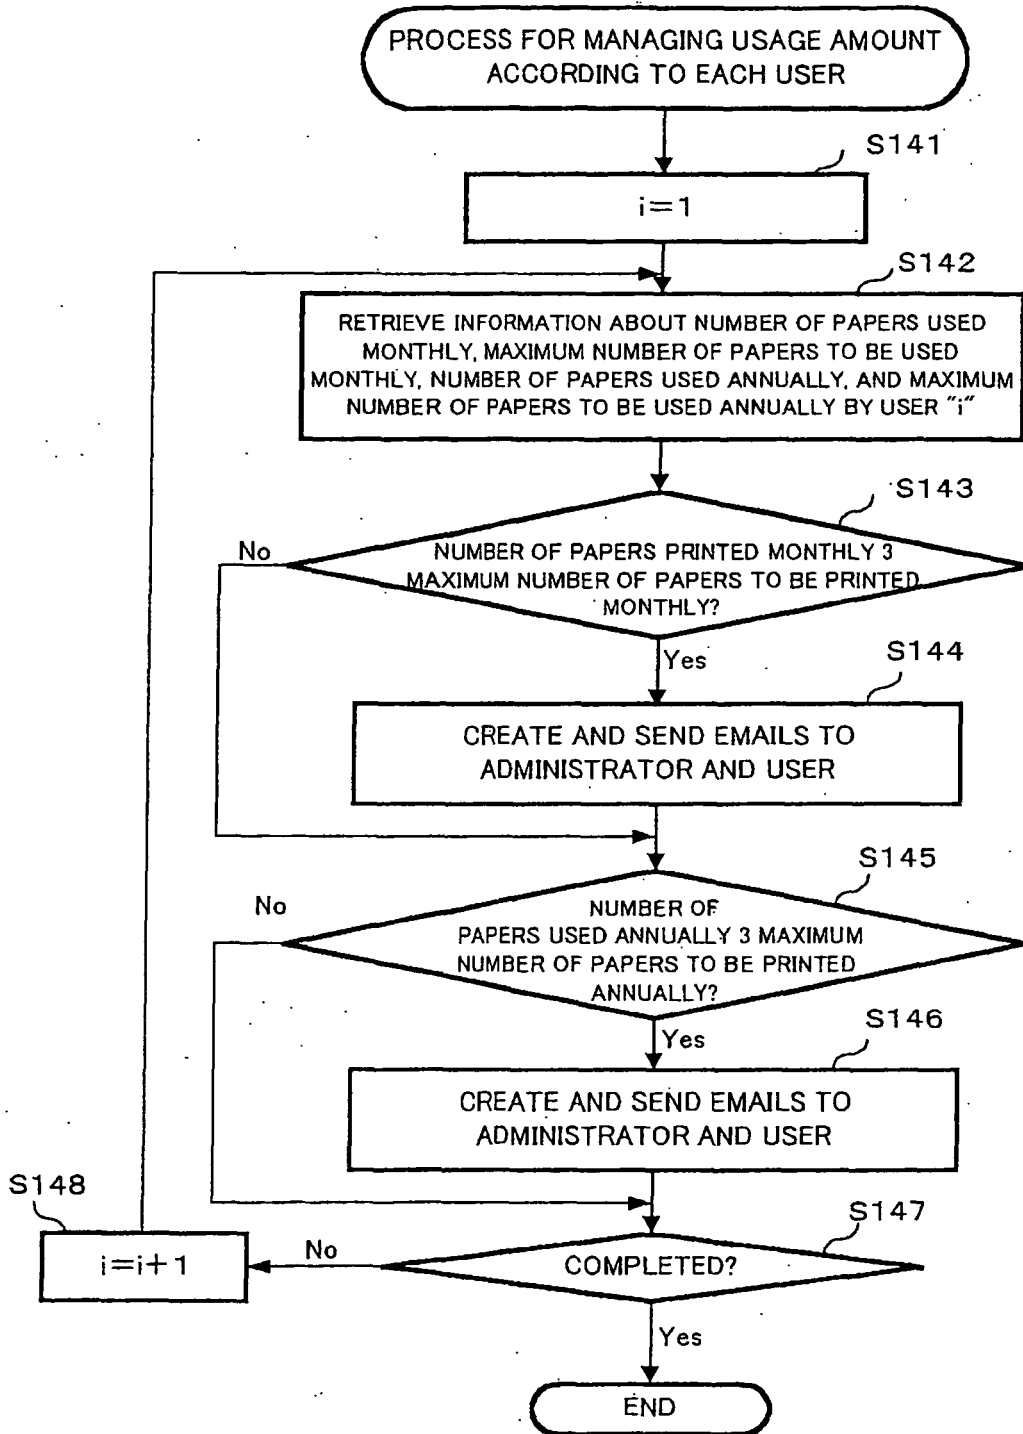 PROCESS FOR MANAGING USAGE AMOUNT
ACCORDING TO EACH USER
S141
i=1
S142
RETRIEVE INFORMATION ABOUT NUMBER OF PAPERS USED
MONTHLY, MAXIMUM NUMBER OF PAPERS TO BE USED
MONTHLY, NUMBER OF PAPERS USED ANNUALLY, AND MAXIMUM
NUMBER OF PAPERS TO BE USED ANNUALLY BY USER "i"
S143
No
NUMBER OF PAPERS PRINTED MONTHLY 3
MAXIMUM NUMBER OF PAPERS TO BE PRINTED
MONTHLY?
Yes
S144
CREATE AND SEND EMAILS TO
ADMINISTRATOR AND USER
S145
No
NUMBER OF
PAPERS USED ANNUALLY 3 MAXIMUM
NUMBER OF PAPERS TO BE PRINTED
ANNUALLY?
Yes
S146
CREATE AND SEND EMAILS TO
ADMINISTRATOR AND USER
S148
i=i+1
No
S147
COMPLETED?
Yes
END